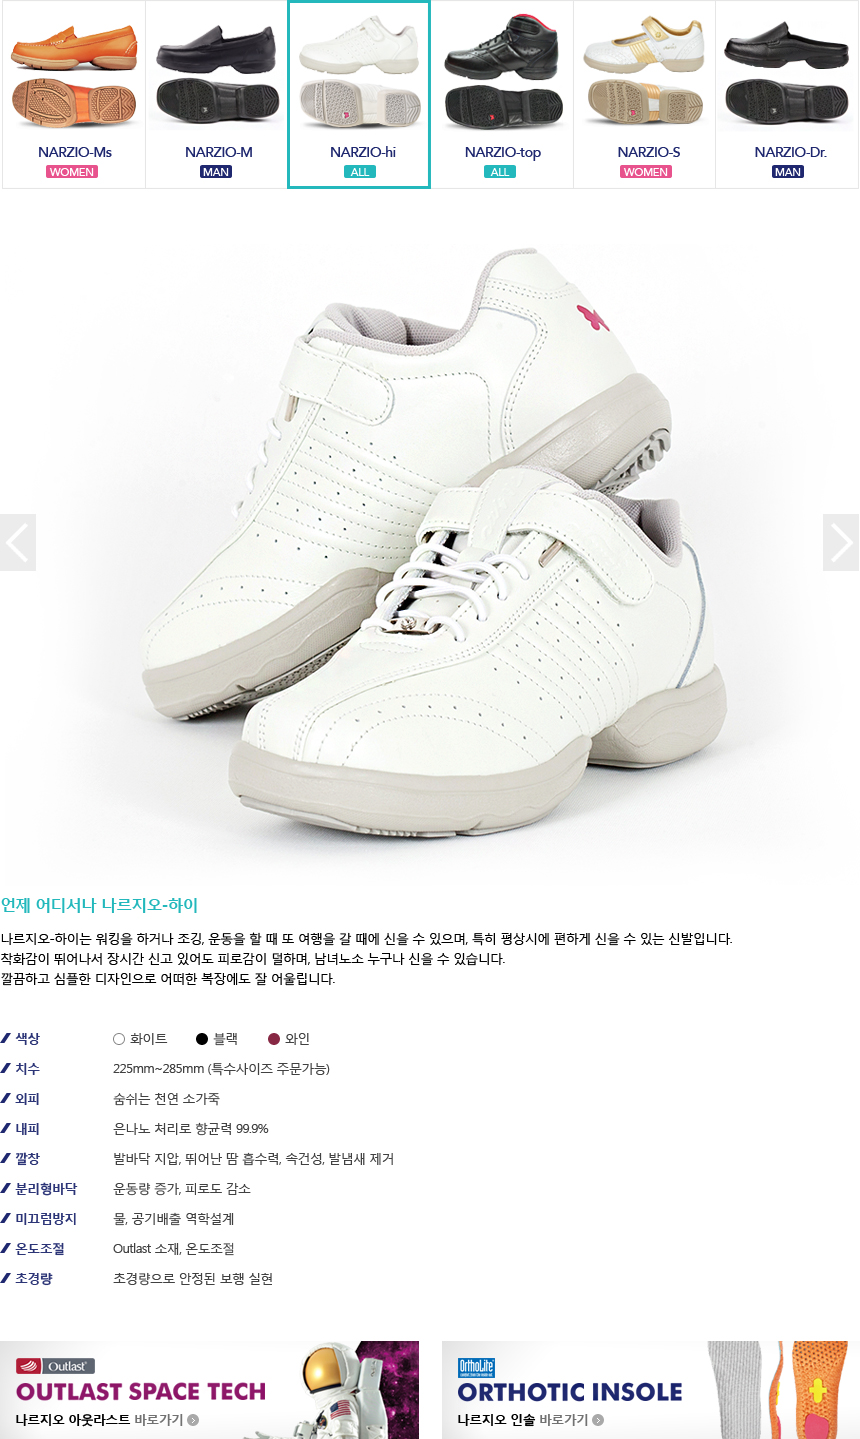 NARZIO-Ms
WOMEN
NARZIO-M
MAN
NARZIO-hi
ALL
NARZIO-top
ALL
NARZIO-S
WOMEN
NARZIO-Dr.
MAN
언제 어디서나 나르지오-하이
나르지오-하이는 워킹을 하거나 조깅, 운동을 할 때 또 여행을 갈 때에 신을 수 있으며, 특히 평상시에 편하게 신을 수 있는 신발입니다.
착화감이 뛰어나서 장시간 신고 있어도 피로감이 덜하며, 남녀노소 누구나 신을 수 있습니다.
깔끔하고 심플한 디자인으로 어떠한 복장에도 잘 어울립니다.
색상 화이트 블랙 와인
치수 225mm~285mm (특수사이즈 주문가능)
외피 숨쉬는 천연 소가죽
내피 은나노 처리로 향균력 99.9%
깔창 발바닥 지압, 뛰어난 땀 흡수력, 속건성, 발냄새 제거
분리형바닥 운동량 증가, 피로도 감소
미끄럼방지 물, 공기배출 역학설계
온도조절 Outlast 소재, 온도조절
초경량 초경량으로 안정된 보행 실현
Outlast
OUTLAST SPACE TECH
나르지오 아웃라스트 바로가기
OrthoLite
ORTHOTIC INSOLE
나르지오 인솔 바로가기